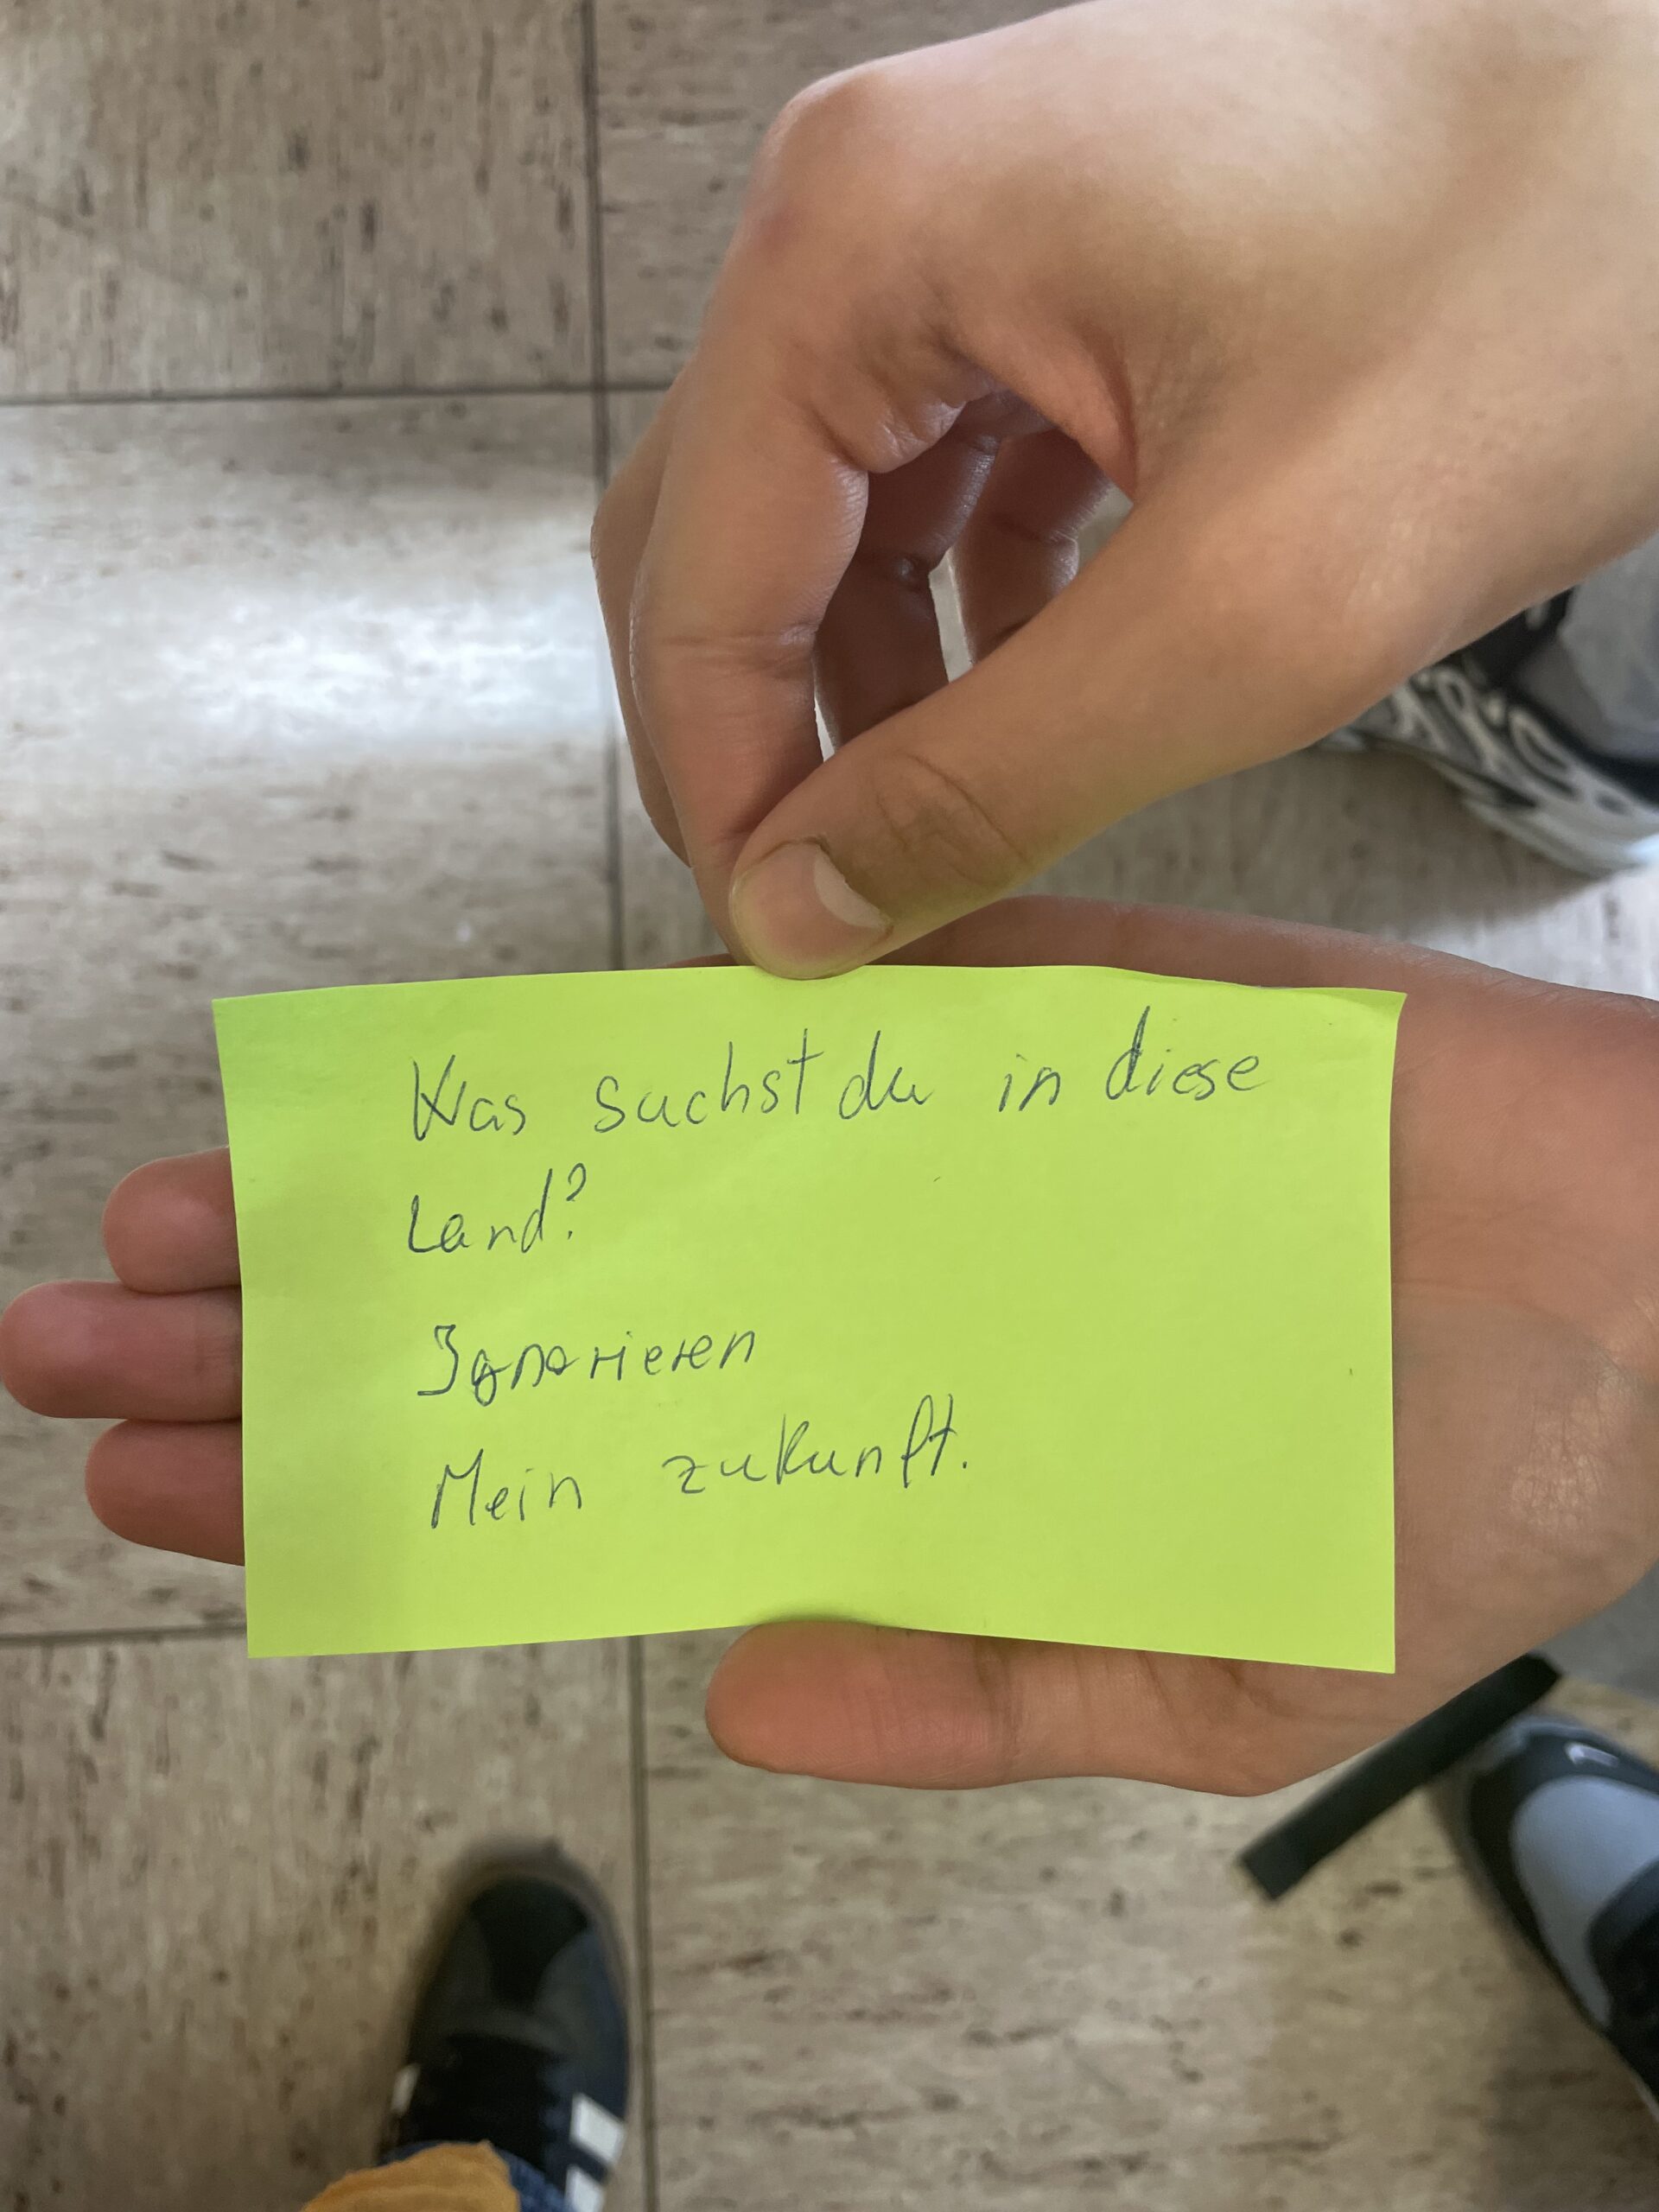 Was suchst du in diese
Land?
Ignorieren
Mein zukunft.